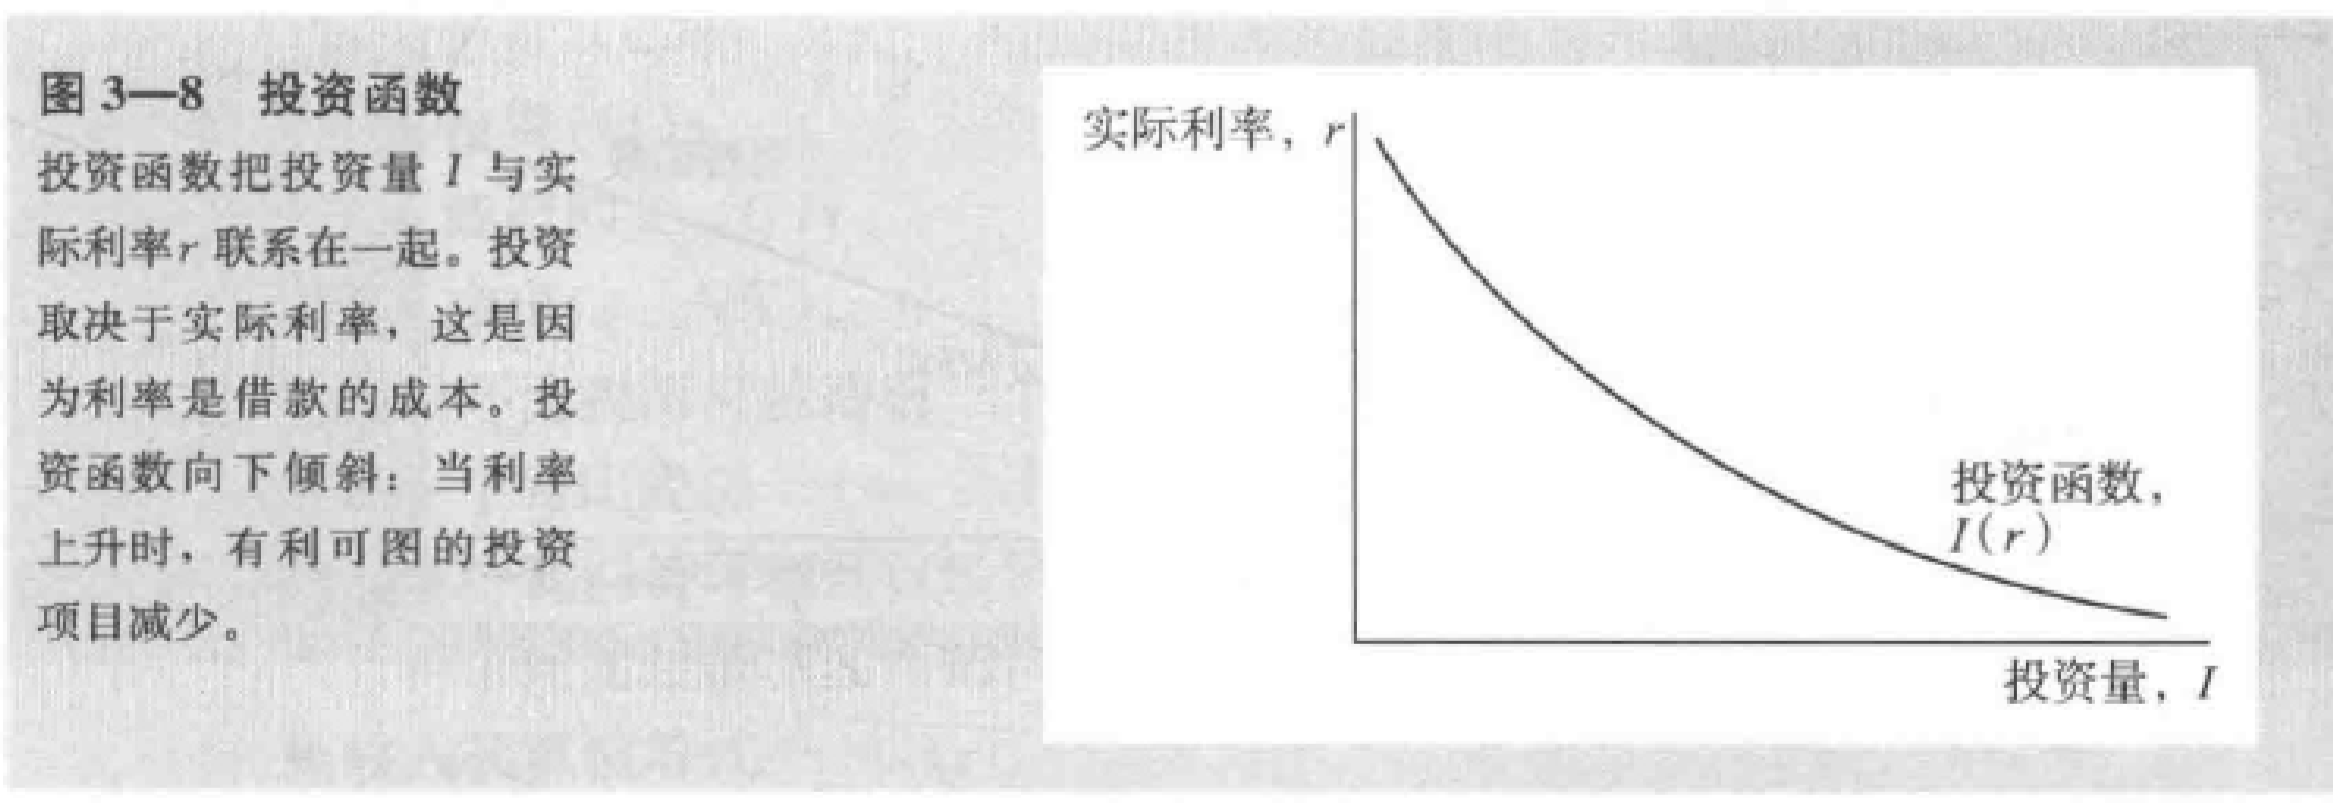 图 3—8 投资函数
投资函数把投资量 I 与实
际利率r 联系在一起。投资
取决于实际利率，这是因
为利率是借款的成本。投
资函数向下倾斜：当利率
上升时，有利可图的投资
项目减少。
实际利率，r
投资函数，
I(r)
投资量，I